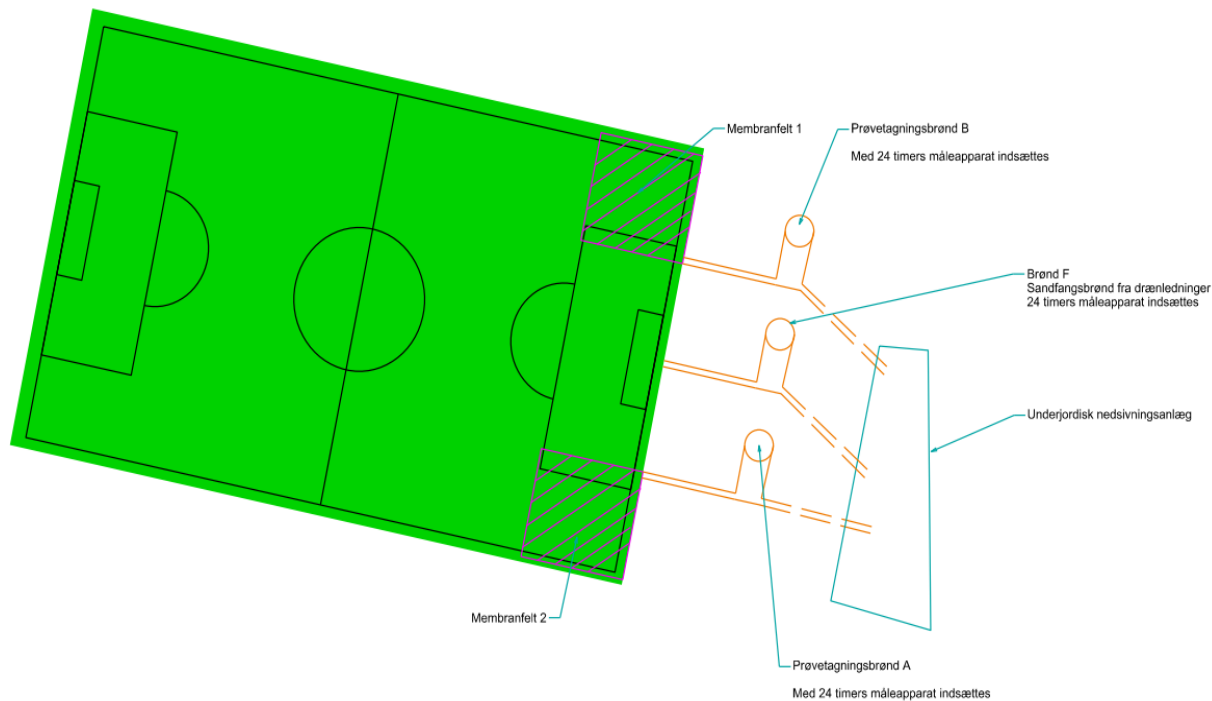 Membranfelt 1
Prøvetagningsbrønd B
Med 24 timers måleapparat indsættes
Brønd F
Sandfangsbrønd fra drænledninger
24 timers måleapparat indsættes
Underjordisk nedsivningsanlæg
Membranfelt 2
Prøvetagningsbrønd A
Med 24 timers måleapparat indsættes